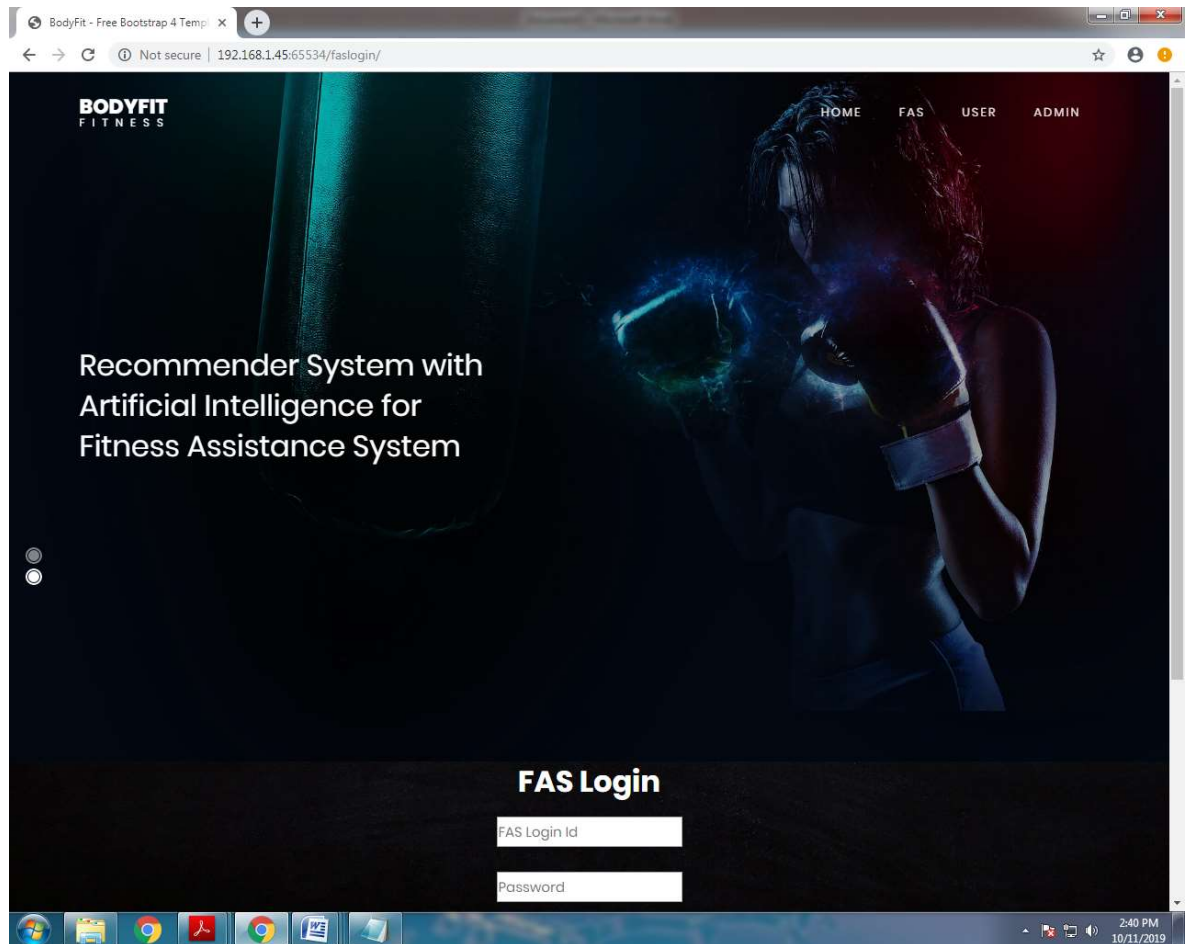 BodyFit - Free Bootstrap 4 Templ
Not secure | 192.168.1.45:65534/faslogin/
BODYFIT
FITNESS
HOME FAS USER ADMIN
Recommender System with
Artificial Intelligence for
Fitness Assistance System
FAS Login
FAS Login Id
Password
2:40 PM
10/11/2019